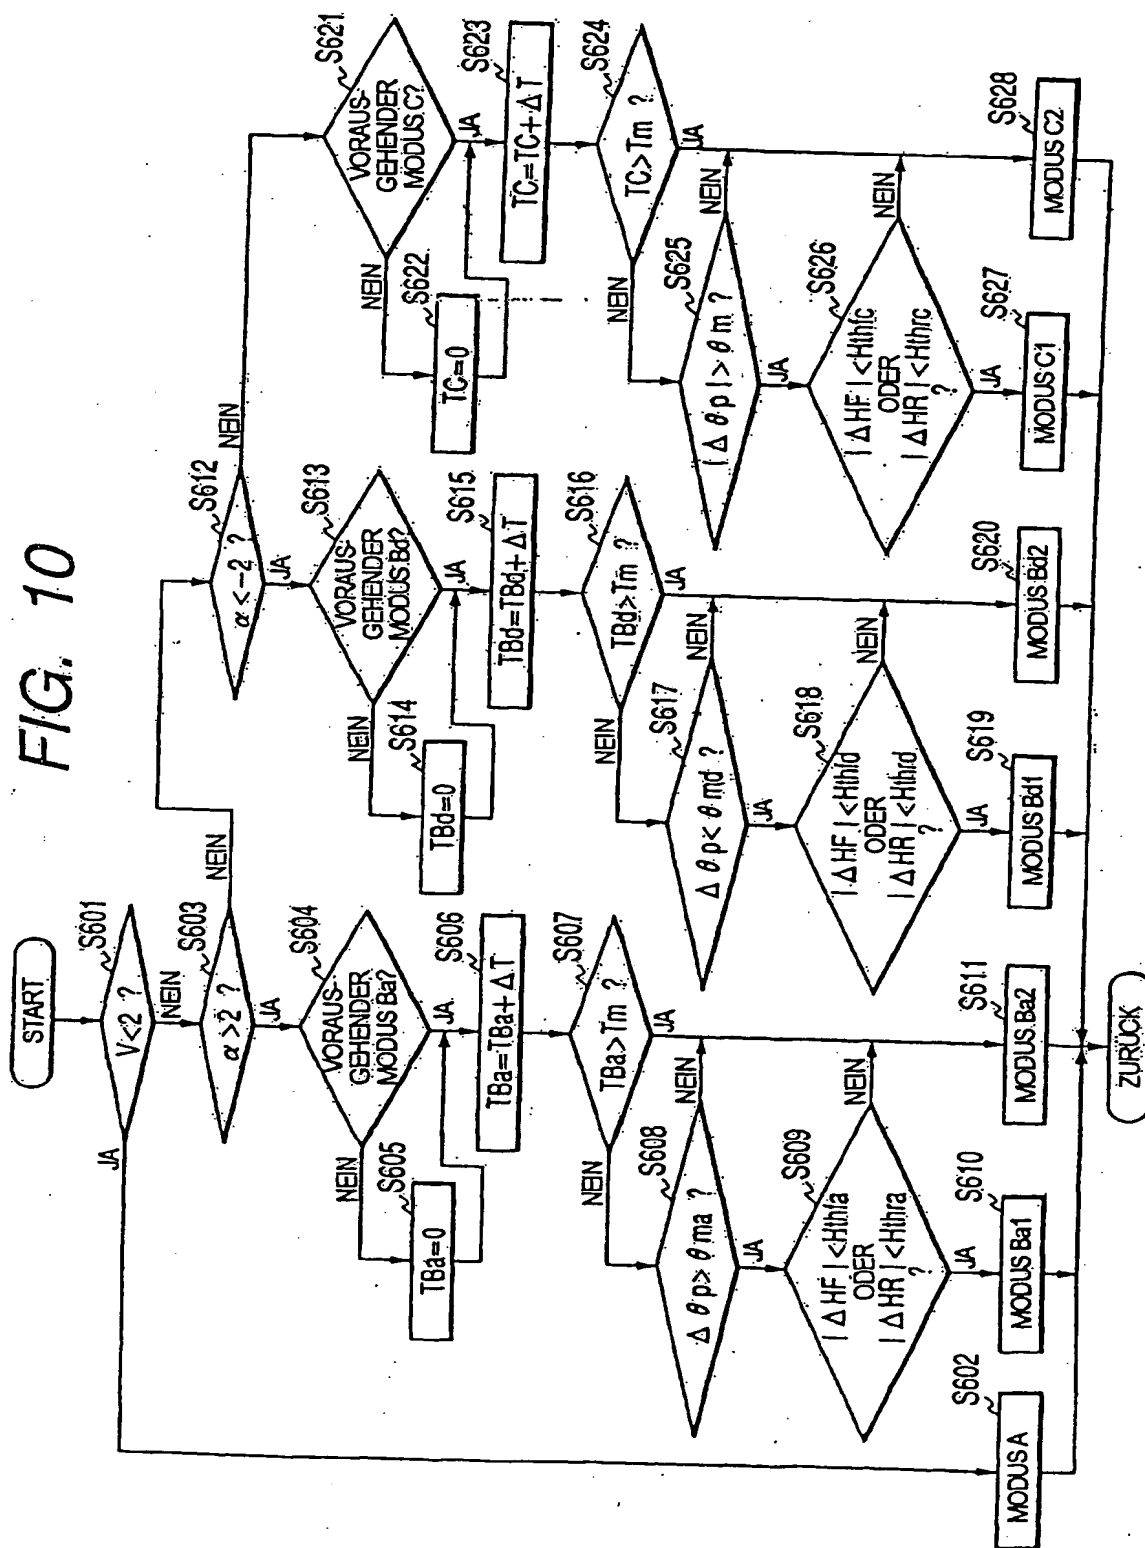 FIG. 10
START
S601
V<2 ?
JA
NEIN
S603
α >2 ?
NEIN
JA
S604
VORAUS-
GEHENDER
MODUS Ba?
NEIN
JA
S605
TBa=0
S606
TBa=TBa+ΔT
S607
TBa>Tm ?
NEIN
JA
S608
Δθp>θma ?
NEIN
JA
S609
|ΔHF|<Hthfa
ODER
|ΔHR|<Hthra
?
NEIN
JA
S602
MODUS A
S610
MODUS Ba1
S611
MODUS Ba2
S612
α<-2 ?
NEIN
JA
S613
VORAUS-
GEHENDER
MODUS Bd?
NEIN
JA
S614
TBd=0
S615
TBd=TBd+ΔT
S616
TBd>Tm ?
NEIN
JA
S617
Δθp<θmd ?
NEIN
JA
S618
|ΔHF|<Hthfd
ODER
|ΔHR|<Hthrd
?
NEIN
JA
S619
MODUS Bd1
S620
MODUS Bd2
S621
VORAUS-
GEHENDER
MODUS C?
NEIN
JA
S622
TC=0
S623
TC=TC+ΔT
S624
TC>Tm ?
NEIN
JA
S625
|Δθp|>θm ?
NEIN
JA
S626
|ΔHF|<Hthfc
ODER
|ΔHR|<Hthrc
?
NEIN
JA
S627
MODUS C1
S628
MODUS C2
ZURÜCK